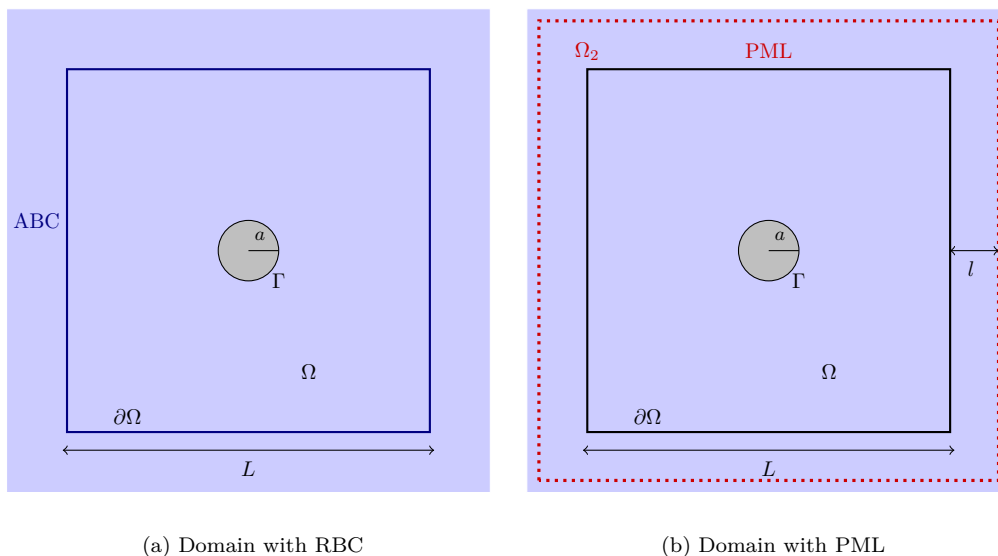 ABC
a
Γ
Ω
∂Ω
L
(a) Domain with RBC
Ω₂
PML
a
Γ
l
Ω
∂Ω
L
(b) Domain with PML